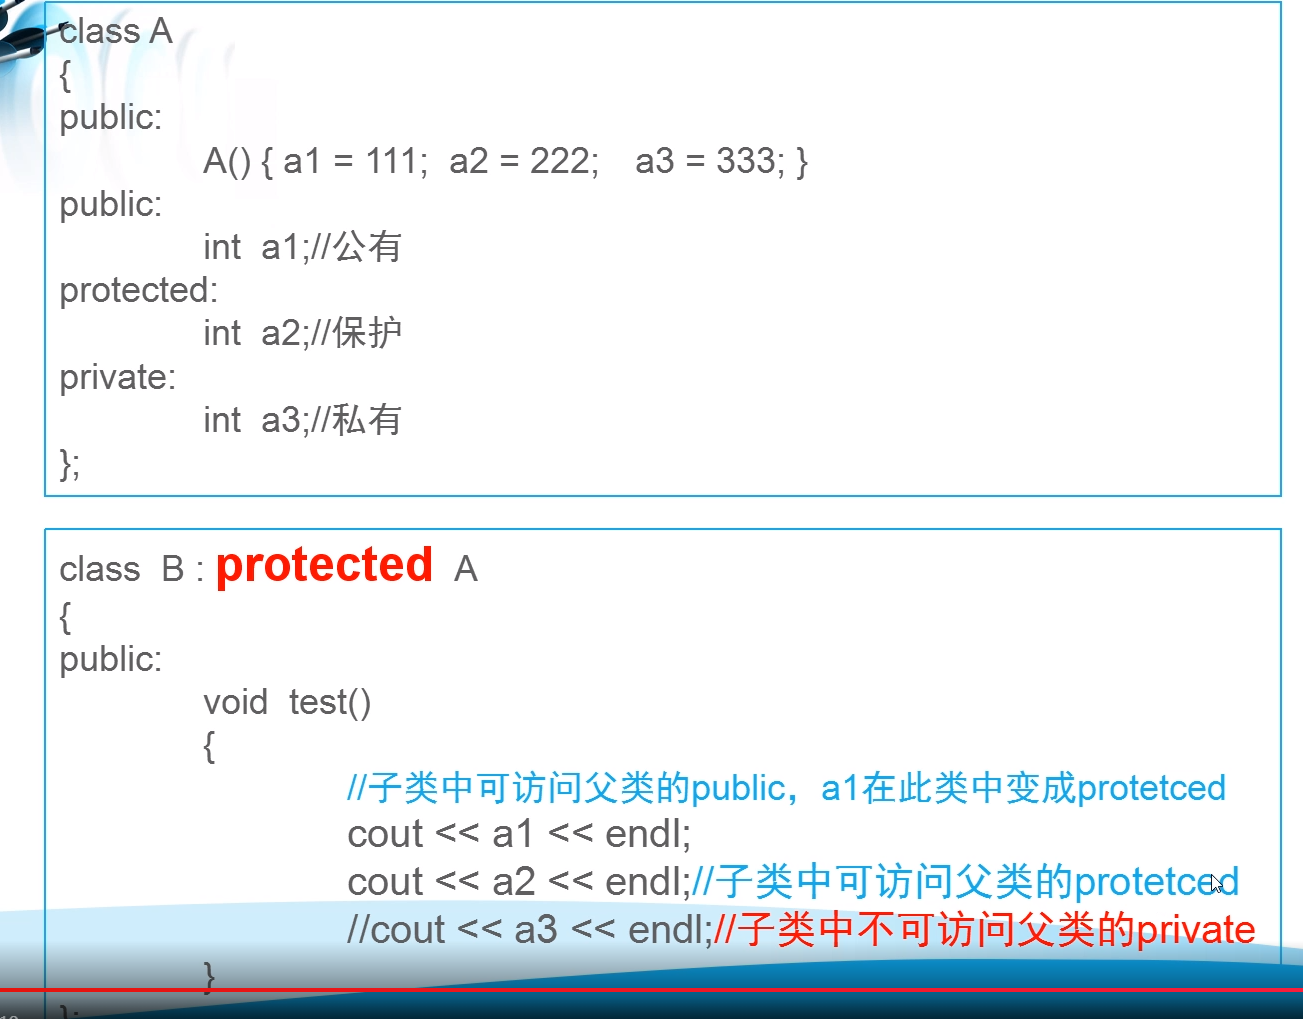 class A
{
public:
A() { a1 = 111;  a2 = 222;   a3 = 333; }
public:
int  a1;//公有
protected:
int  a2;//保护
private:
int  a3;//私有
};
class  B : protected  A
{
public:
void  test()
{
//子类中可访问父类的public，a1在此类中变成protetced
cout << a1 << endl;
cout << a2 << endl;//子类中可访问父类的protetced
//cout << a3 << endl;//子类中不可访问父类的private
}
};